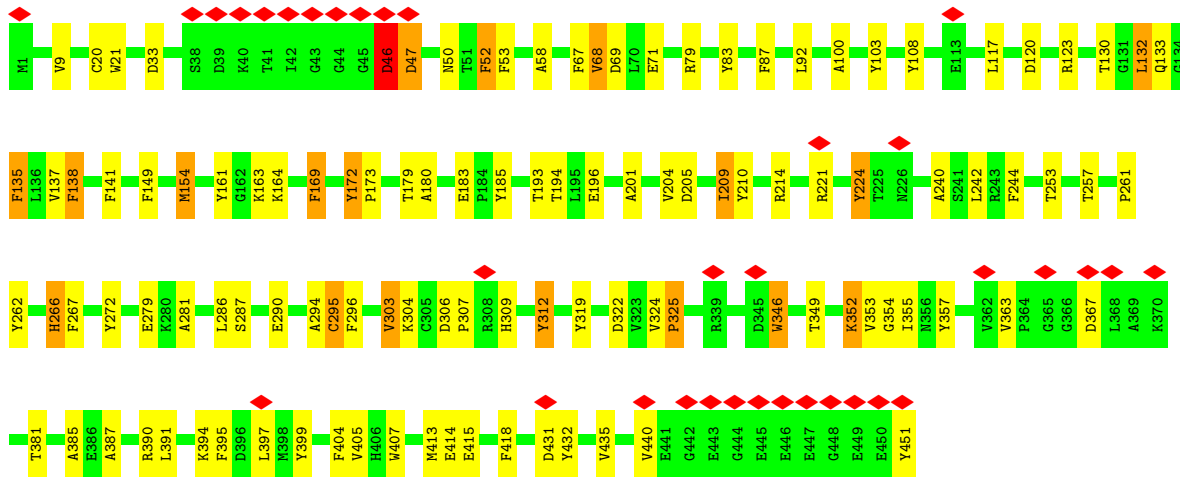 M1 V9 C20 W21 D33 S38 D39 K40 T41 I42 G43 G44 G45 D46 D47 N50 T51 F52 F53 A58 F67 V68 D69 L70 E71 R79 Y83 F87 L92 A100 Y103 Y108 E113 L117 D120 R123 T130 G131 L132 Q133 G134
F135 L136 V137 F138 F141 F149 M154 Y161 G162 K163 K164 F169 Y172 P173 T179 A180 E183 P184 Y185 T193 T194 L195 E196 A201 V204 D205 I209 Y210 R214 R221 Y224 T225 N226 A240 S241 L242 R243 F244 T253 T257 P261
Y262 H266 F267 Y272 E279 K280 A281 L286 S287 E290 A294 C295 F296 V303 K304 C305 D306 P307 R308 H309 Y312 Y319 D322 V323 V324 P325 R339 D345 W346 T349 K352 V353 G354 I355 N356 Y357 V362 V363 P364 G365 G366 D367 L368 A369 K370
T381 A385 E386 A387 R390 L391 K394 F395 D396 L397 M398 Y399 F404 V405 H406 W407 M413 E414 E415 F418 D431 Y432 V435 V440 E441 G442 E443 G444 E445 E446 E447 G448 E449 E450 Y451